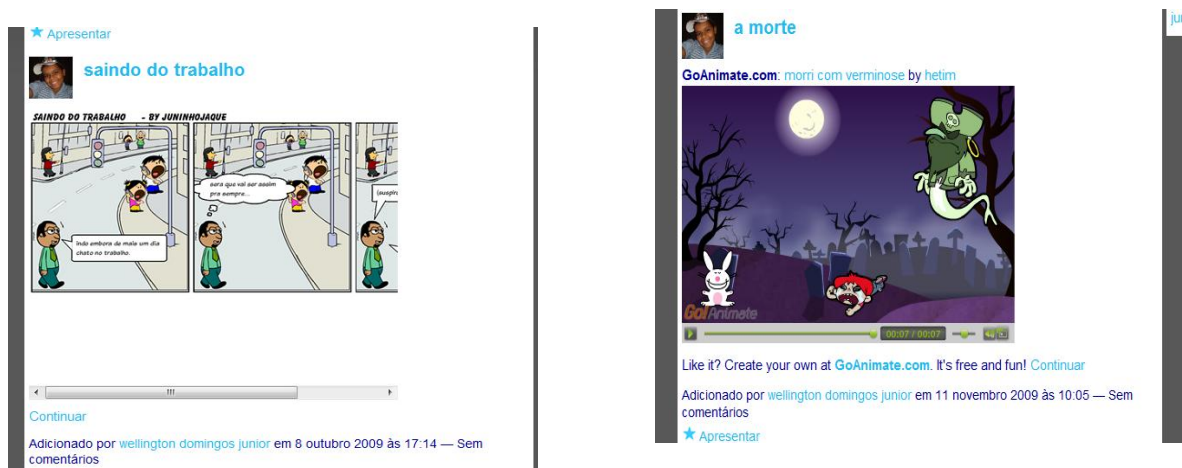 Apresentar
saindo do trabalho
SAINDO DO TRABALHO - BY JUNINHOJAQUE
indo embora de mais um dia
chato no trabalho.
sera que vai ser assim
pra sempre...
Continuar
Adicionado por wellington domingos junior em 8 outubro 2009 às 17:14 — Sem
comentários
a morte
GoAnimate.com: morri com verminose by hetim
Go!Animate
00:07 / 00:07
Like it? Create your own at GoAnimate.com. It's free and fun! Continuar
Adicionado por wellington domingos junior em 11 novembro 2009 às 10:05 — Sem
comentários
Apresentar